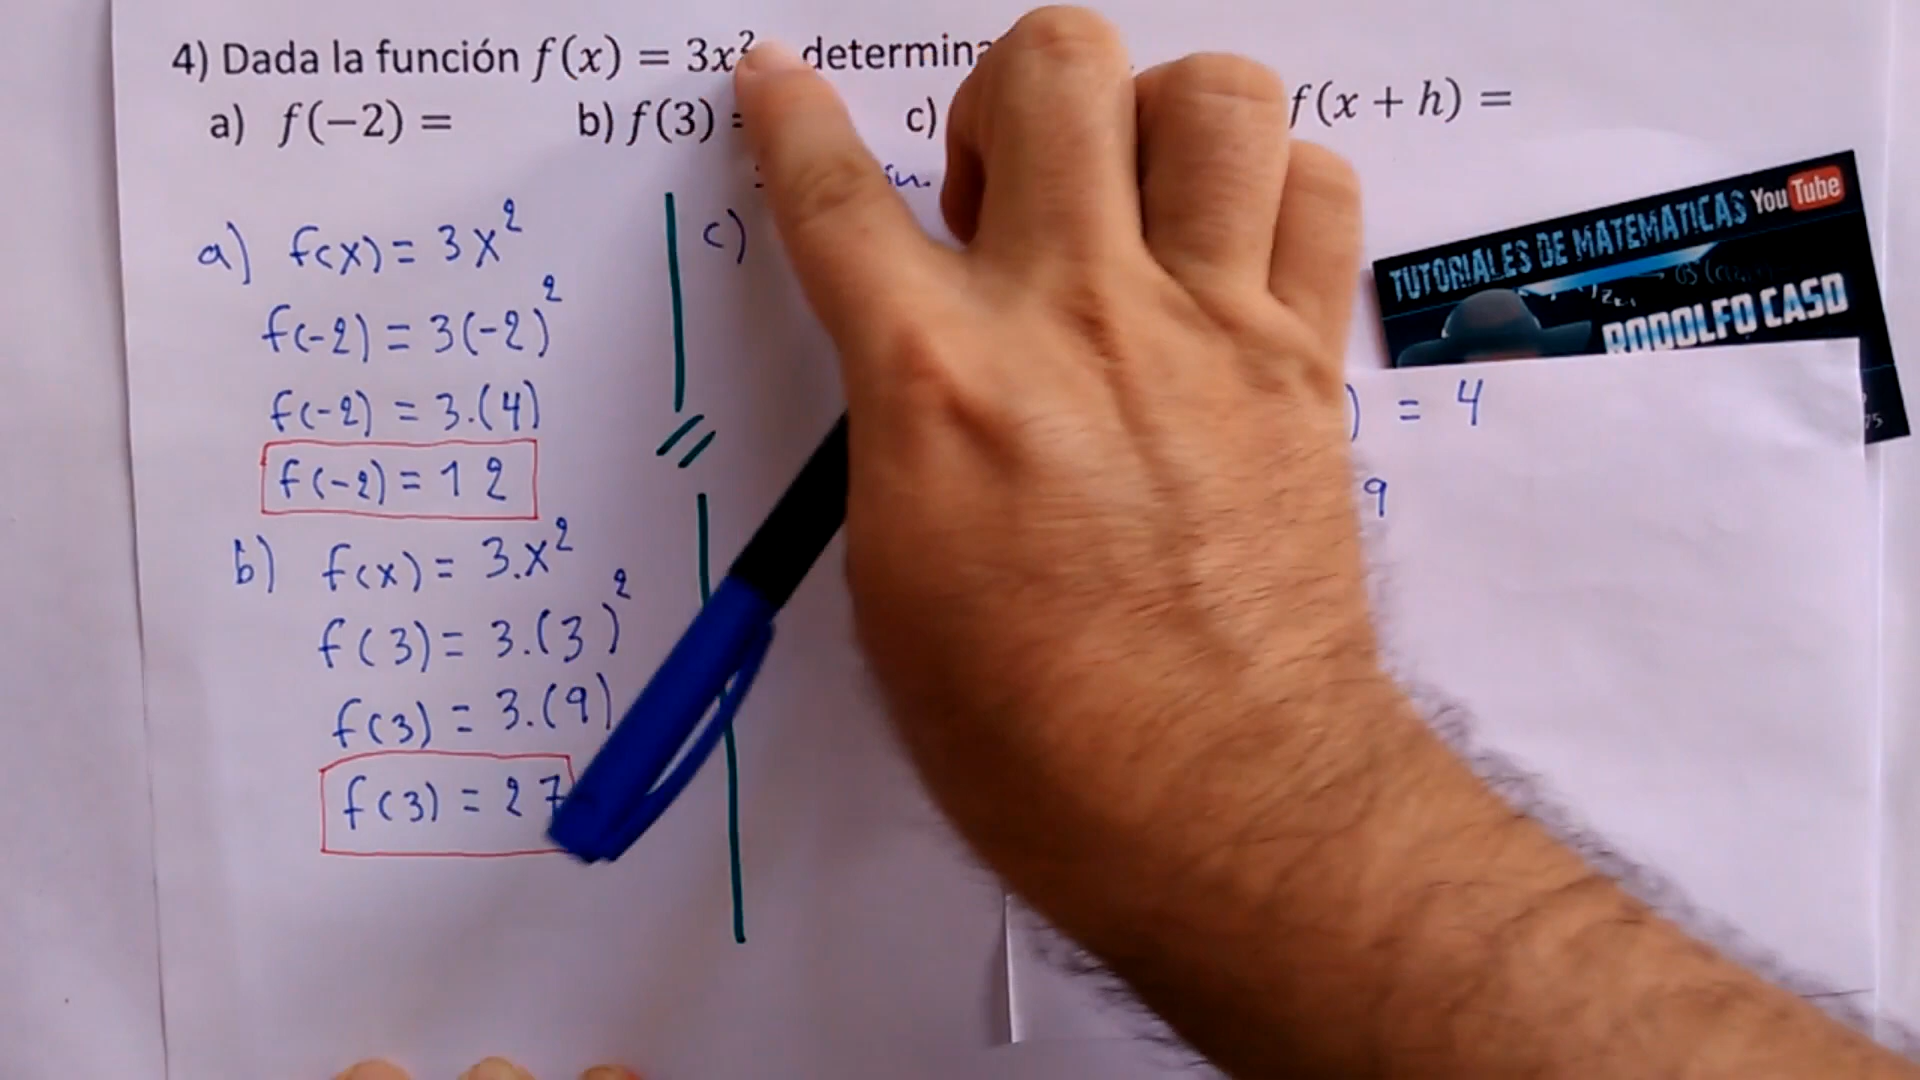 4) Dada la función f(x) = 3x² determina
a) f(−2) = b) f(3) = c) f(x + h) =
c)
a) f(x) = 3x²
f(-2) = 3(-2)²
f(-2) = 3.(4)
f(-2) = 12
b) f(x) = 3.x²
f(3) = 3.(3)²
f(3) = 3.(9)
f(3) = 27
) = 4
9
TUTORIALES DE MATEMATICAS YouTube
RODOLFO CASO